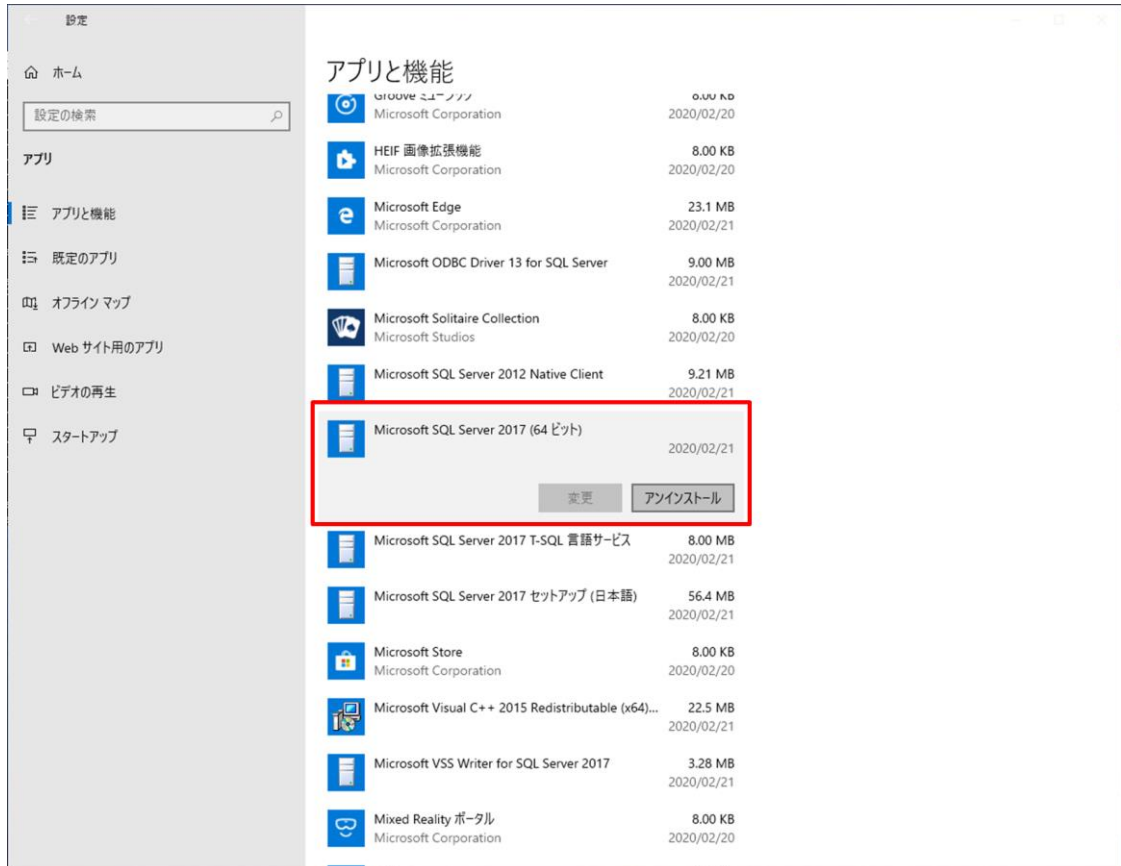 設定
ホーム
設定の検索
アプリ
アプリと機能
既定のアプリ
オフライン マップ
Web サイト用のアプリ
ビデオの再生
スタートアップ
アプリと機能
Groove ミュージック 8.00 KB
Microsoft Corporation 2020/02/20
HEIF 画像拡張機能 8.00 KB
Microsoft Corporation 2020/02/20
Microsoft Edge 23.1 MB
Microsoft Corporation 2020/02/21
Microsoft ODBC Driver 13 for SQL Server 9.00 MB
2020/02/21
Microsoft Solitaire Collection 8.00 KB
Microsoft Studios 2020/02/20
Microsoft SQL Server 2012 Native Client 9.21 MB
2020/02/21
Microsoft SQL Server 2017 (64 ビット)
2020/02/21
変更 アンインストール
Microsoft SQL Server 2017 T-SQL 言語サービス 8.00 MB
2020/02/21
Microsoft SQL Server 2017 セットアップ (日本語) 56.4 MB
2020/02/21
Microsoft Store 8.00 KB
Microsoft Corporation 2020/02/20
Microsoft Visual C++ 2015 Redistributable (x64)... 22.5 MB
2020/02/21
Microsoft VSS Writer for SQL Server 2017 3.28 MB
2020/02/21
Mixed Reality ポータル 8.00 KB
Microsoft Corporation 2020/02/20